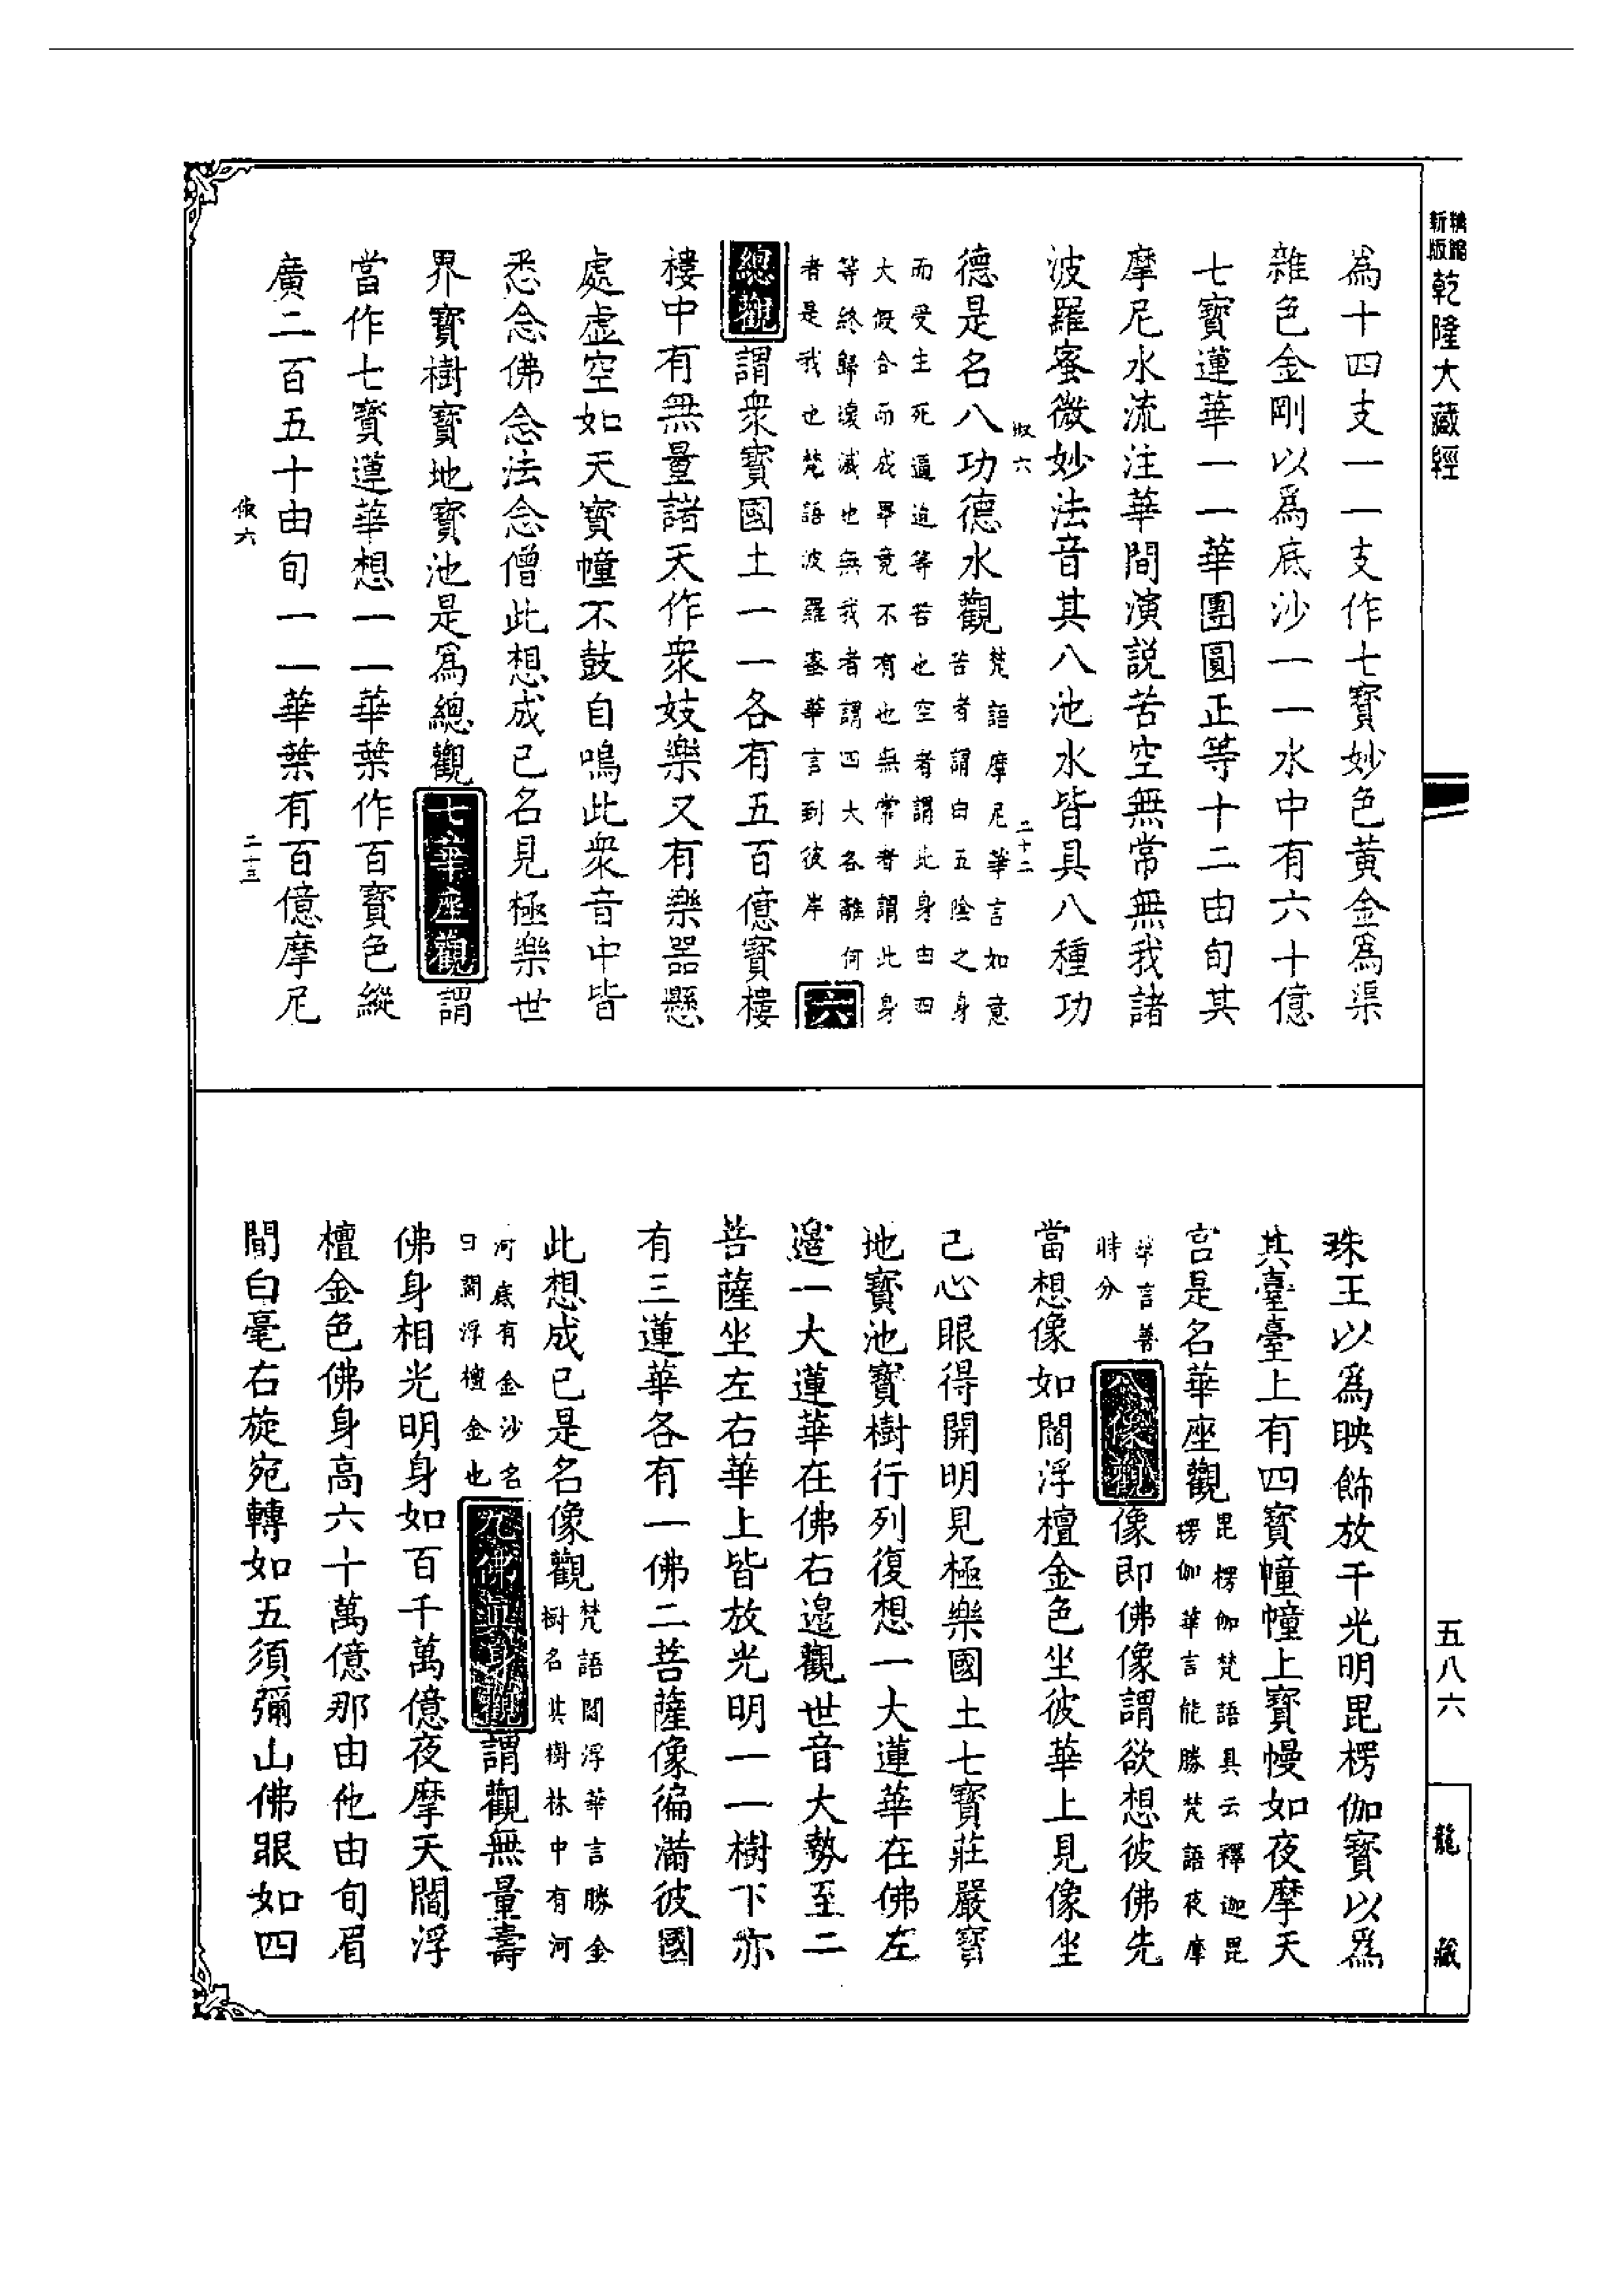 精縮
新版
乾隆大藏經
五八六
龍藏
為十四支一一支作七寶妙色黄金為渠
雜色金剛以爲底沙一一水中有六十億
七寶蓮華一一華團圓正等十二由旬其
摩尼水流注華間演説苦空無常無我諸
波羅蜜微妙法音其八池水皆具八種功
六 二十二
德是名八功德水觀
梵語摩尼華言如意
苦者謂由五陰之身
而受生死逼迫等苦也空者謂此身由四
大假合而成畢竟不有也無常者謂此身
等終歸壞滅也無我者謂四大各離何
者是我也梵語波羅蜜華言到彼岸
六
總觀謂衆寶國土一一各有五百億寶樓
樓中有無量諸天作衆妓樂又有樂器懸
處虛空如天寶幢不鼓自鳴此衆音中皆
悉念佛念法念僧此想成已名見極樂世
界寶樹寶地寶池是爲總觀七華座觀謂
當作七寶蓮華想一一華葉作百寶色縱
廣二百五十由旬一一華葉有百億摩尼
六 二十三
珠王以為映飾放千光明毘楞伽寶以爲
其臺臺上有四寶幢幢上寶幔如夜摩天
宫是名華座觀
毘楞伽梵語具云釋迦毘
楞伽華言能勝梵語夜摩
華言善
時分
八像觀像即佛像謂欲想彼佛先
當想像如閻浮檀金色坐彼華上見像坐
已心眼得開明見極樂國土七寶莊嚴寶
地寶池寶樹行列復想一大蓮華在佛左
邊一大蓮華在佛右邊觀世音大勢至二
菩薩坐左右華上皆放光明一一樹下亦
有三蓮華各有一佛二菩薩像徧滿彼國
此想成已是名像觀
梵語閻浮華言勝金
樹名其樹林中有河
河底有金沙名
曰閻浮檀金也
九佛真身觀謂觀無量壽
佛身相光明身如百千萬億夜摩天閻浮
檀金色佛身高六十萬億那由他由旬眉
間白毫右旋宛轉如五須彌山佛眼如四